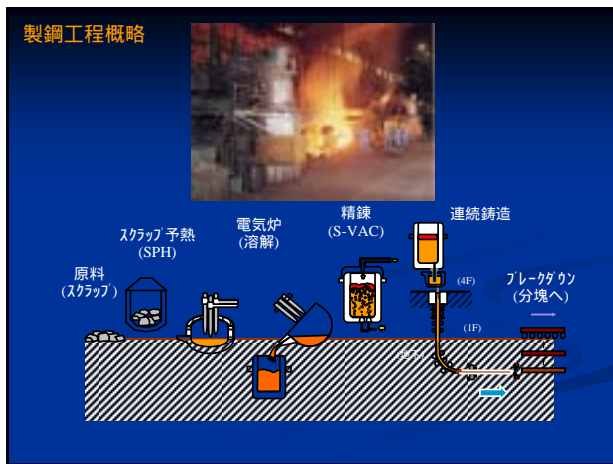 製鋼工程概略
原料
(スクラップ)
スクラップ予熱
(SPH)
電気炉
(溶解)
精錬
(S-VAC)
連続鋳造
(4F)
(1F)
ブレークダウン
(分塊へ)